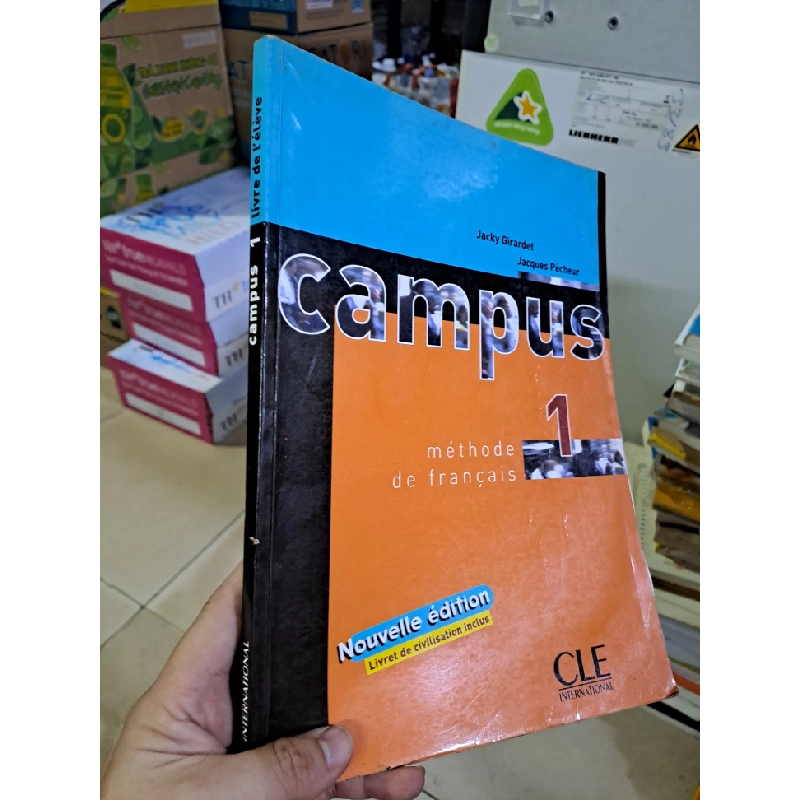 Jacky Girardet
Jacques Pécheur
campus
1
méthode
de français
Nouvelle édition
Livret de civilisation inclus
CLE
INTERNATIONAL
campus 1 livre de l'élève
INTERNATIONAL
LIEBHERR